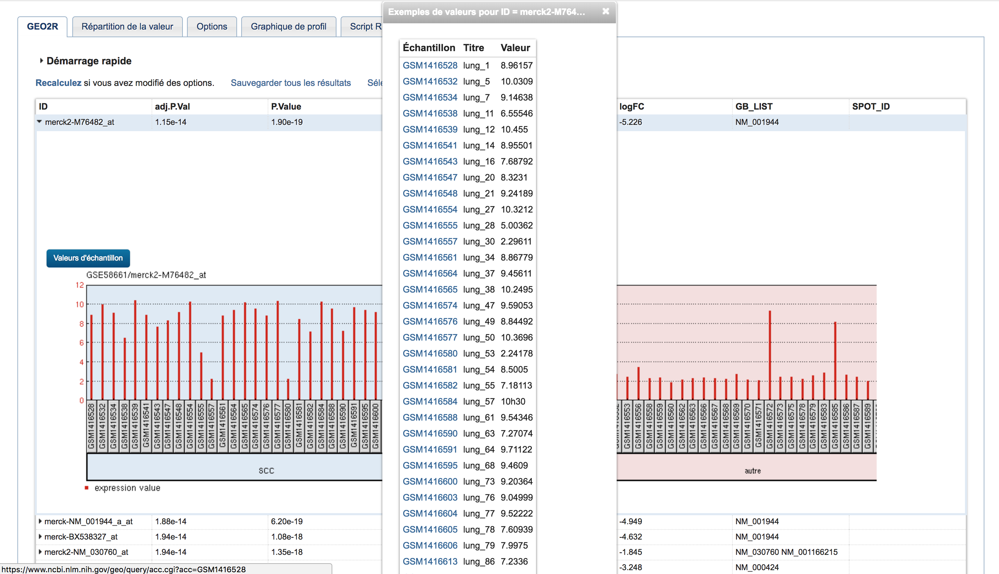 GEO2R
Répartition de la valeur
Options
Graphique de profil
Script R
Démarrage rapide
Recalculez si vous avez modifié des options. Sauvegarder tous les résultats Séle
ID adj.P.Val P.Value logFC GB_LIST SPOT_ID
merck2-M76482_at 1.15e-14 1.90e-19 -5.226 NM_001944
Valeurs d'échantillon
GSE58661/merck2-M76482_at
12
10
8
6
4
2
0
GSM1416528
GSM1416532
GSM1416534
GSM1416538
GSM1416539
GSM1416541
GSM1416543
GSM1416547
GSM1416548
GSM1416554
GSM1416555
GSM1416557
GSM1416561
GSM1416564
GSM1416565
GSM1416574
GSM1416576
GSM1416577
GSM1416580
GSM1416581
GSM1416582
GSM1416584
GSM1416588
GSM1416590
GSM1416591
GSM1416595
GSM1416600
GSM1416553
GSM1416556
GSM1416558
GSM1416559
GSM1416560
GSM1416562
GSM1416563
GSM1416566
GSM1416567
GSM1416568
GSM1416569
GSM1416570
GSM1416571
GSM1416572
GSM1416573
GSM1416575
GSM1416578
GSM1416579
GSM1416583
GSM1416585
GSM1416586
GSM1416587
GSM1416589
SCC
autre
expression value
merck-NM_001944_a_at 1.88e-14 6.20e-19 -4.949 NM_001944
merck-BX538327_at 1.94e-14 1.08e-18 -4.632 NM_001944
merck2-NM_030760_at 1.94e-14 1.35e-18 -1.845 NM_030760 NM_001166215
-3.248 NM_000424
https://www.ncbi.nlm.nih.gov/geo/query/acc.cgi?acc=GSM1416528
Exemples de valeurs pour ID = merck2-M764...
Échantillon Titre Valeur
GSM1416528 lung_1 8.96157
GSM1416532 lung_5 10.0309
GSM1416534 lung_7 9.14638
GSM1416538 lung_11 6.55546
GSM1416539 lung_12 10.455
GSM1416541 lung_14 8.95501
GSM1416543 lung_16 7.68792
GSM1416547 lung_20 8.3231
GSM1416548 lung_21 9.24189
GSM1416554 lung_27 10.3212
GSM1416555 lung_28 5.00362
GSM1416557 lung_30 2.29611
GSM1416561 lung_34 8.86779
GSM1416564 lung_37 9.45611
GSM1416565 lung_38 10.2495
GSM1416574 lung_47 9.59053
GSM1416576 lung_49 8.84492
GSM1416577 lung_50 10.3696
GSM1416580 lung_53 2.24178
GSM1416581 lung_54 8.5005
GSM1416582 lung_55 7.18113
GSM1416584 lung_57 10h30
GSM1416588 lung_61 9.54346
GSM1416590 lung_63 7.27074
GSM1416591 lung_64 9.71122
GSM1416595 lung_68 9.4609
GSM1416600 lung_73 9.20364
GSM1416603 lung_76 9.04999
GSM1416604 lung_77 9.52222
GSM1416605 lung_78 7.60939
GSM1416606 lung_79 7.9975
GSM1416613 lung_86 7.2336